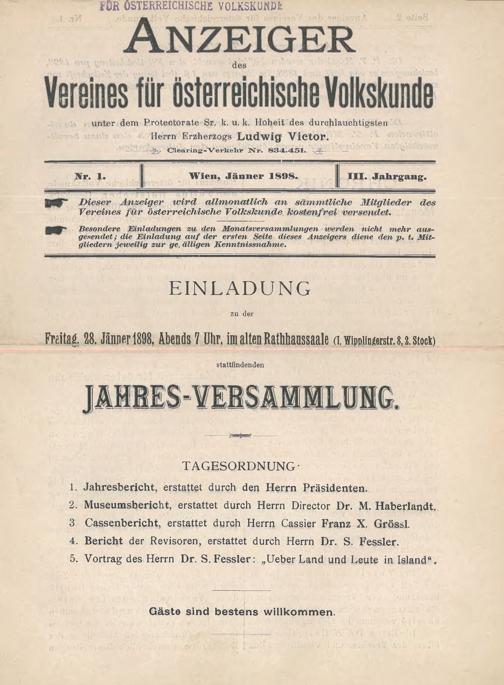 FÜR ÖSTERREICHISCHE VOLKSKUNDE
ANZEIGER
des
Vereines für österreichische Volkskunde
unter dem Protectorate Sr. k. u. k. Hoheit des durchlauchtigsten
Herrn Erzherzogs Ludwig Victor.
Clearing-Verkehr Nr. 834.451.
Nr. 1. Wien, Jänner 1898. III. Jahrgang.
Dieser Anzeiger wird allmonatlich an sämmtliche Mitglieder des
Vereines für österreichische Volkskunde kostenfrei versendet.
Besondere Einladungen zu den Monatsversammlungen werden nicht mehr aus-
gesendet; die Einladung auf der ersten Seite dieses Anzeigers diene den p. t. Mit-
gliedern jeweilig zur ge,älligen Kenntnissnahme.
EINLADUNG
zu der
Freitag, 28. Jänner 1898, Abends 7 Uhr, im alten Rathhaussaale (I. Wipplingerstr. 8, 2. Stock)
stattfindenden
JAHRES-VERSAMMLUNG.
TAGESORDNUNG·
1. Jahresbericht, erstattet durch den Herrn Präsidenten.
2. Museumsbericht, erstattet durch Herrn Director Dr. M. Haberlandt.
3 Cassenbericht, erstattet durch Herrn Cassier Franz X. Grössl.
4. Bericht der Revisoren, erstattet durch Herrn Dr. S. Fessler.
5. Vortrag des Herrn Dr. S. Fessler: „Ueber Land und Leute in Island“.
Gäste sind bestens willkommen.